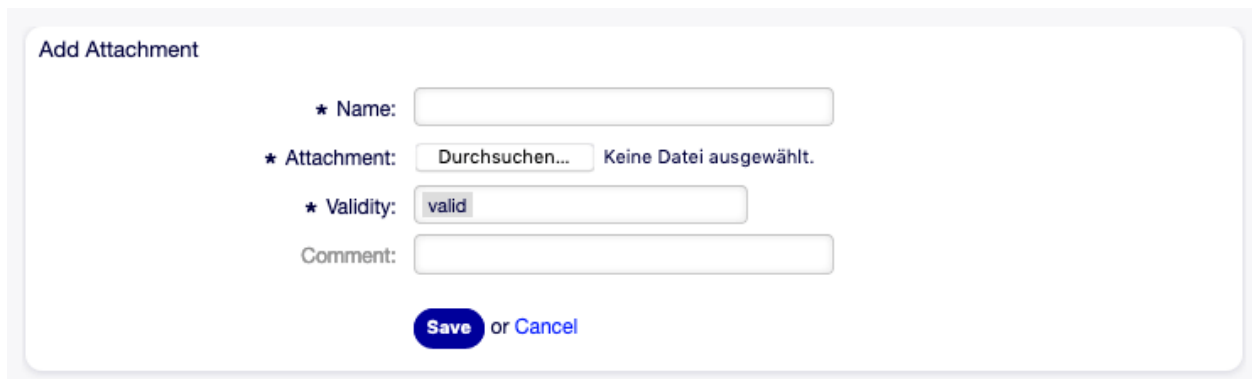 Add Attachment
★ Name:
★ Attachment: Durchsuchen... Keine Datei ausgewählt.
★ Validity: valid
Comment:
Save or Cancel